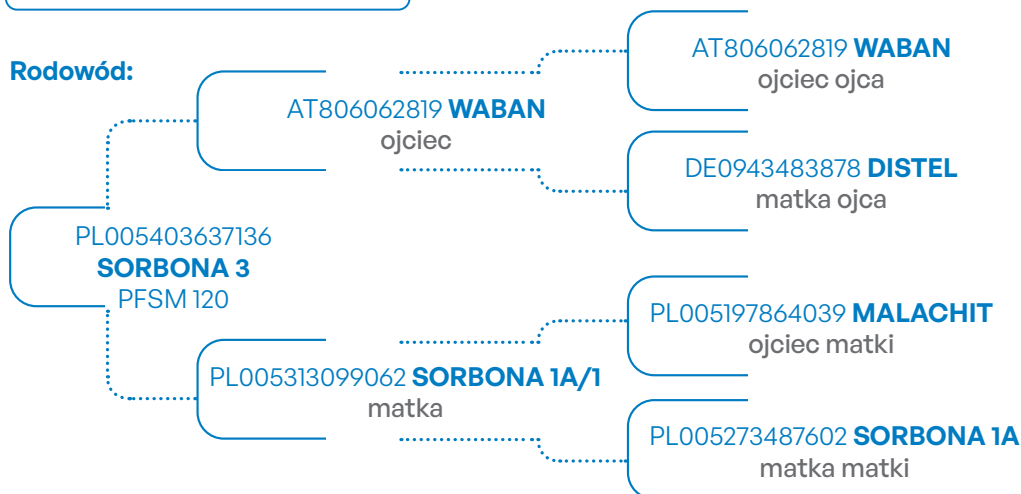 Rodowód:
AT806062819 WABAN
ojciec ojca
AT806062819 WABAN
ojciec
DE0943483878 DISTEL
matka ojca
PL005403637136
SORBONA 3
PFSM 120
PL005197864039 MALACHIT
ojciec matki
PL005313099062 SORBONA 1A/1
matka
PL005273487602 SORBONA 1A
matka matki